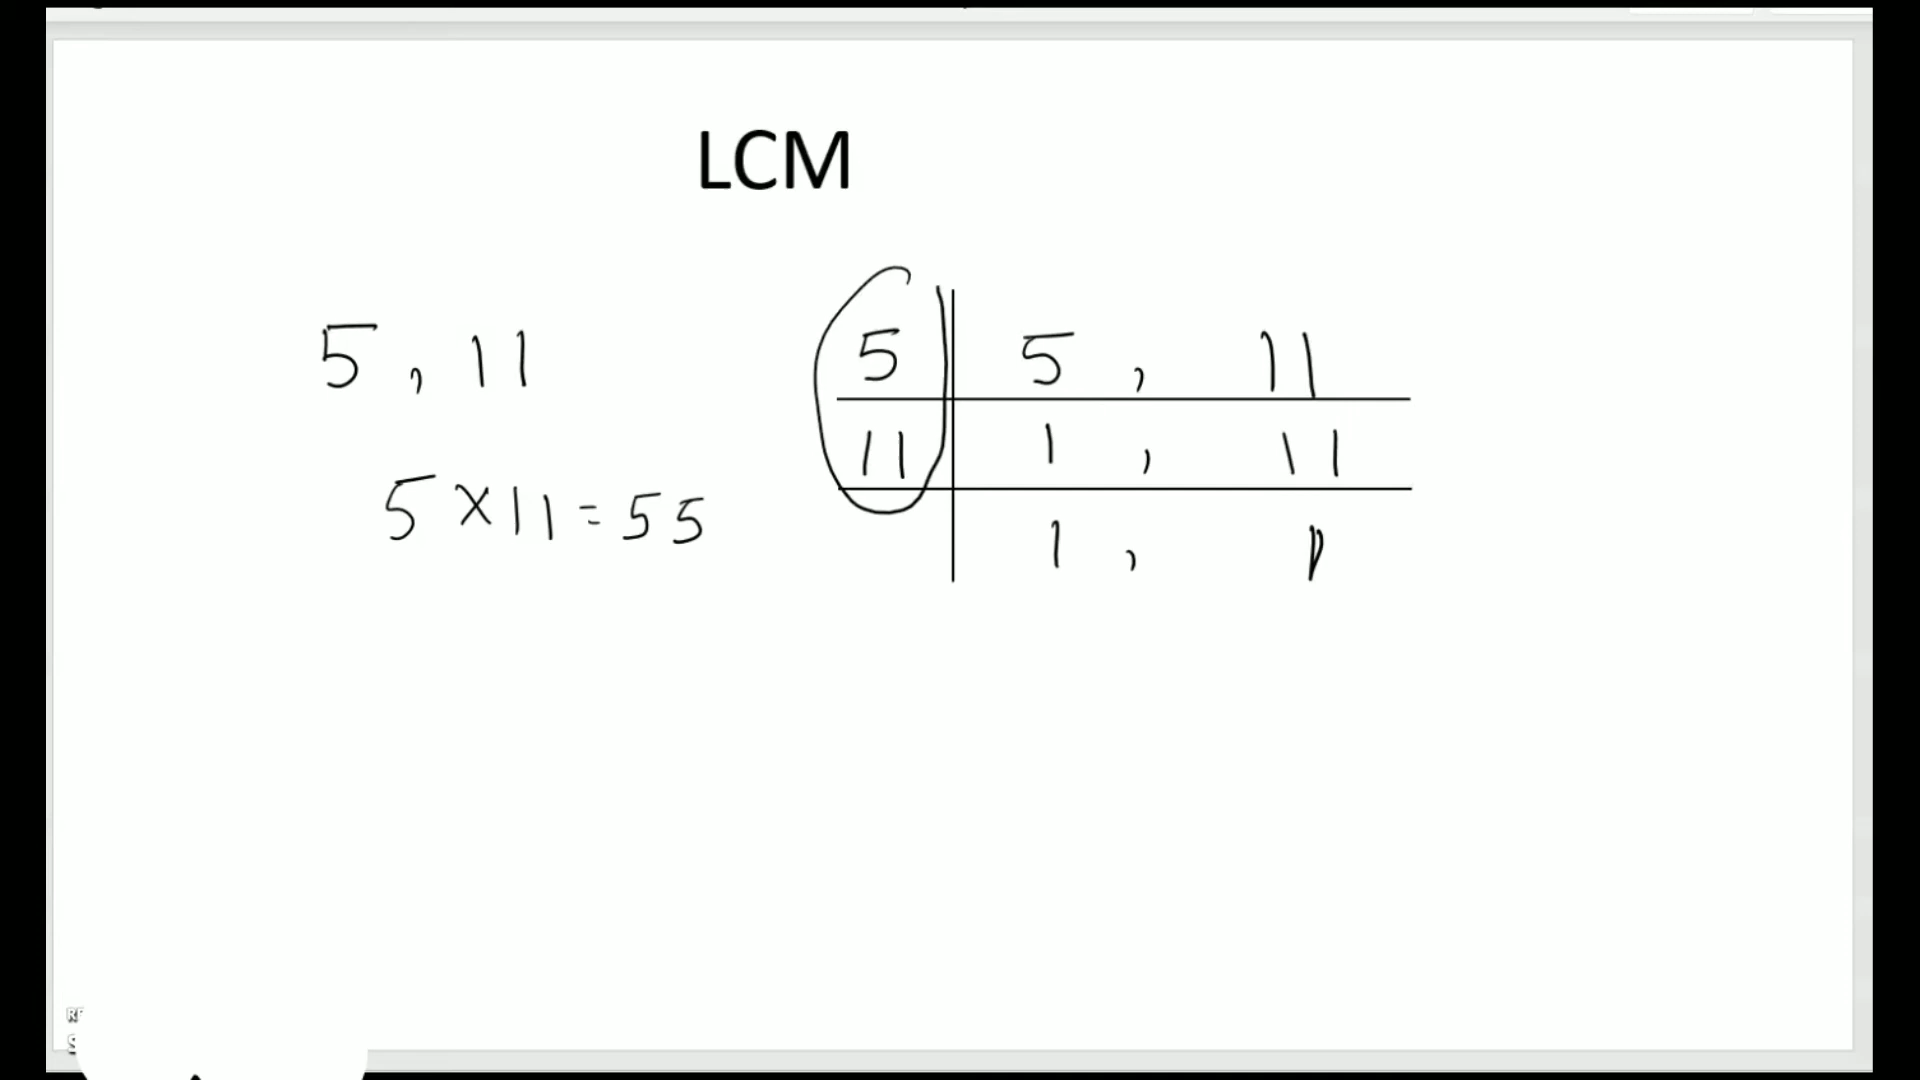 LCM
5 , 11
5 × 11 = 55
5 | 5 , 11
11 | 1 , 11
1 , 1